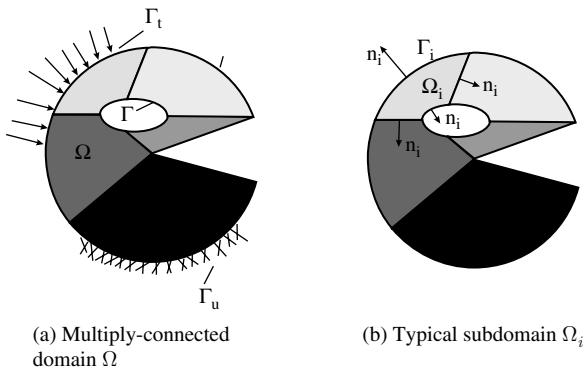 Γt
Γ
Ω
Γu
(a) Multiply-connected
domain Ω
ni
Γi
Ωi
ni
ni
ni
(b) Typical subdomain Ωi